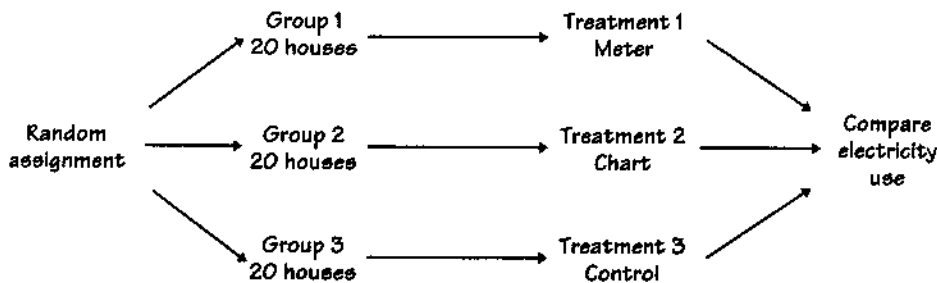 Group 1
20 houses
Treatment 1
Meter
Random
assignment
Group 2
20 houses
Treatment 2
Chart
Compare
electricity
use
Group 3
20 houses
Treatment 3
Control